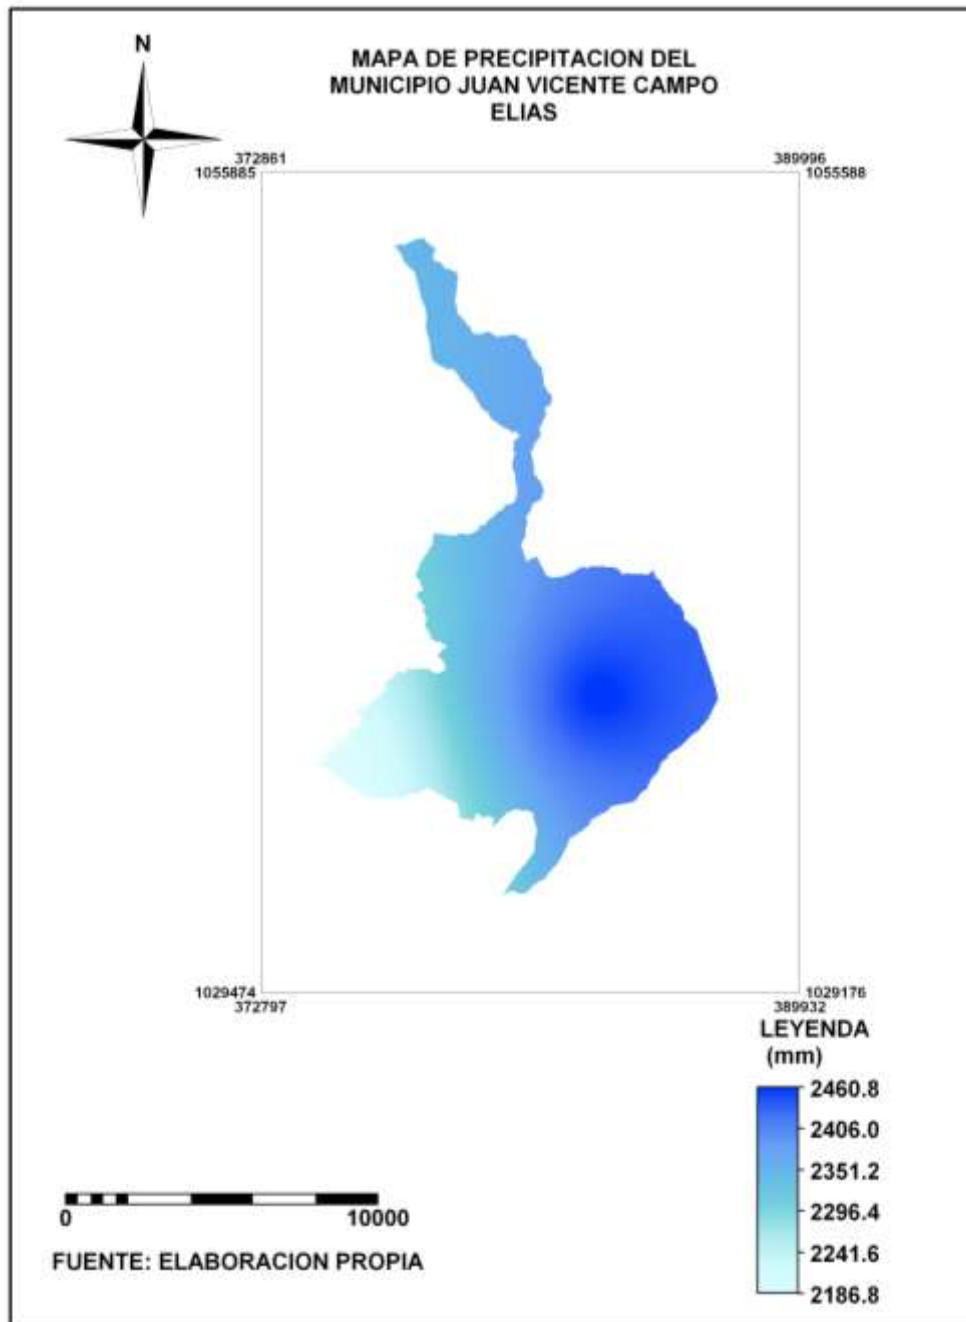 N
MAPA DE PRECIPITACION DEL
MUNICIPIO JUAN VICENTE CAMPO
ELIAS
372861
389996
1055885
1055588
1029474
1029176
372797
389932
LEYENDA
(mm)
2460.8
2406.0
2351.2
2296.4
2241.6
2186.8
0
10000
FUENTE: ELABORACION PROPIA